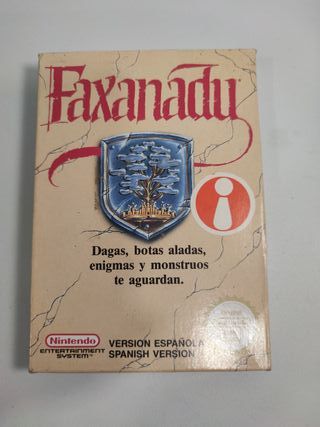 Faxanadu
i
Dagas, botas aladas,
enigmas y monstruos
te aguardan.
Nintendo
ENTERTAINMENT
SYSTEM
VERSION ESPAÑOLA
SPANISH VERSION